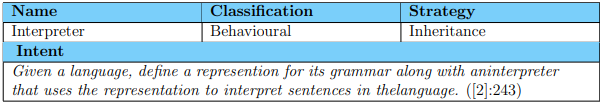 Name Classification Strategy
Interpreter Behavioural Inheritance
Intent
Given a language, define a represention for its grammar along with aninterpreter
that uses the representation to interpret sentences in thelanguage. ([2]:243)